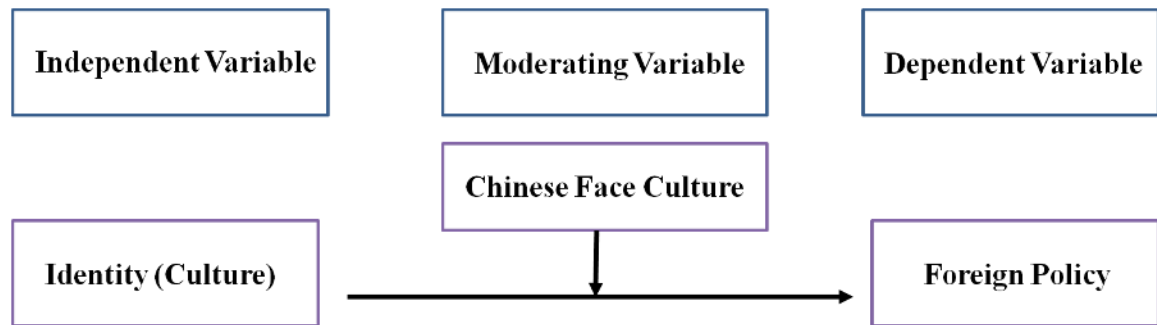 Independent Variable
Moderating Variable
Dependent Variable
Chinese Face Culture
Identity (Culture)
Foreign Policy